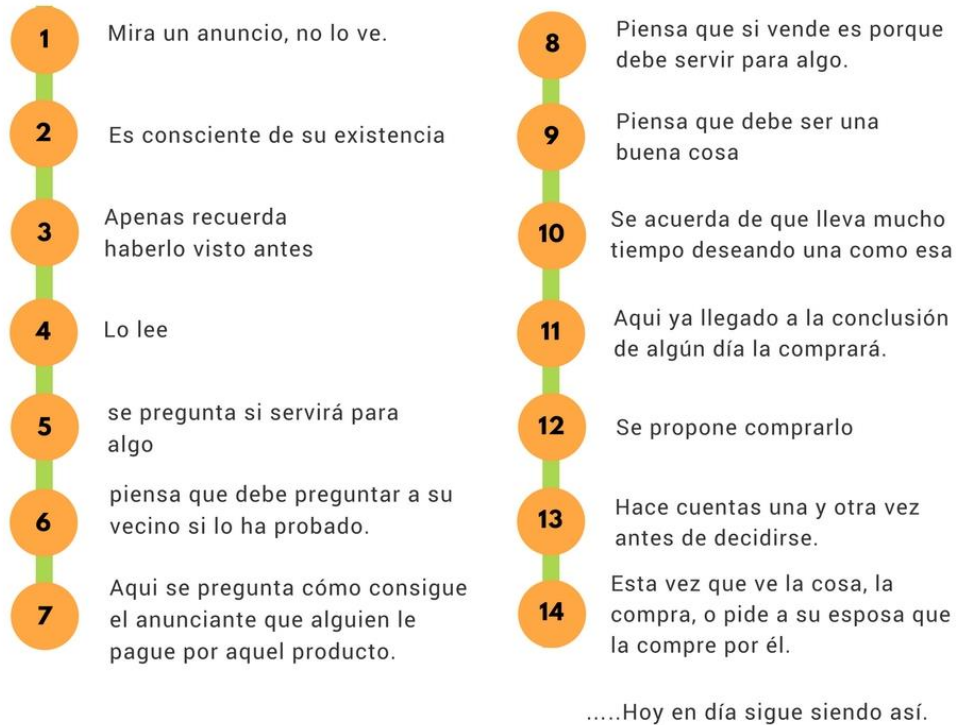 1
Mira un anuncio, no lo ve.
2
Es consciente de su existencia
3
Apenas recuerda
haberlo visto antes
4
Lo lee
5
se pregunta si servirá para
algo
6
piensa que debe preguntar a su
vecino si lo ha probado.
7
Aqui se pregunta cómo consigue
el anunciante que alguien le
pague por aquel producto.
8
Piensa que si vende es porque
debe servir para algo.
9
Piensa que debe ser una
buena cosa
10
Se acuerda de que lleva mucho
tiempo deseando una como esa
11
Aqui ya llegado a la conclusión
de algún día la comprará.
12
Se propone comprarlo
13
Hace cuentas una y otra vez
antes de decidirse.
14
Esta vez que ve la cosa, la
compra, o pide a su esposa que
la compre por él.
.....Hoy en día sigue siendo así.